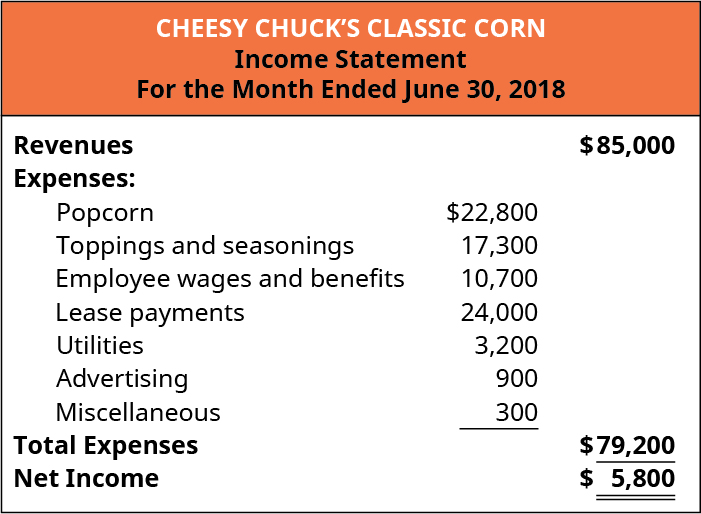 CHEESY CHUCK’S CLASSIC CORN
Income Statement
For the Month Ended June 30, 2018
Revenues $85,000
Expenses:
Popcorn $22,800
Toppings and seasonings 17,300
Employee wages and benefits 10,700
Lease payments 24,000
Utilities 3,200
Advertising 900
Miscellaneous 300
Total Expenses $79,200
Net Income $ 5,800